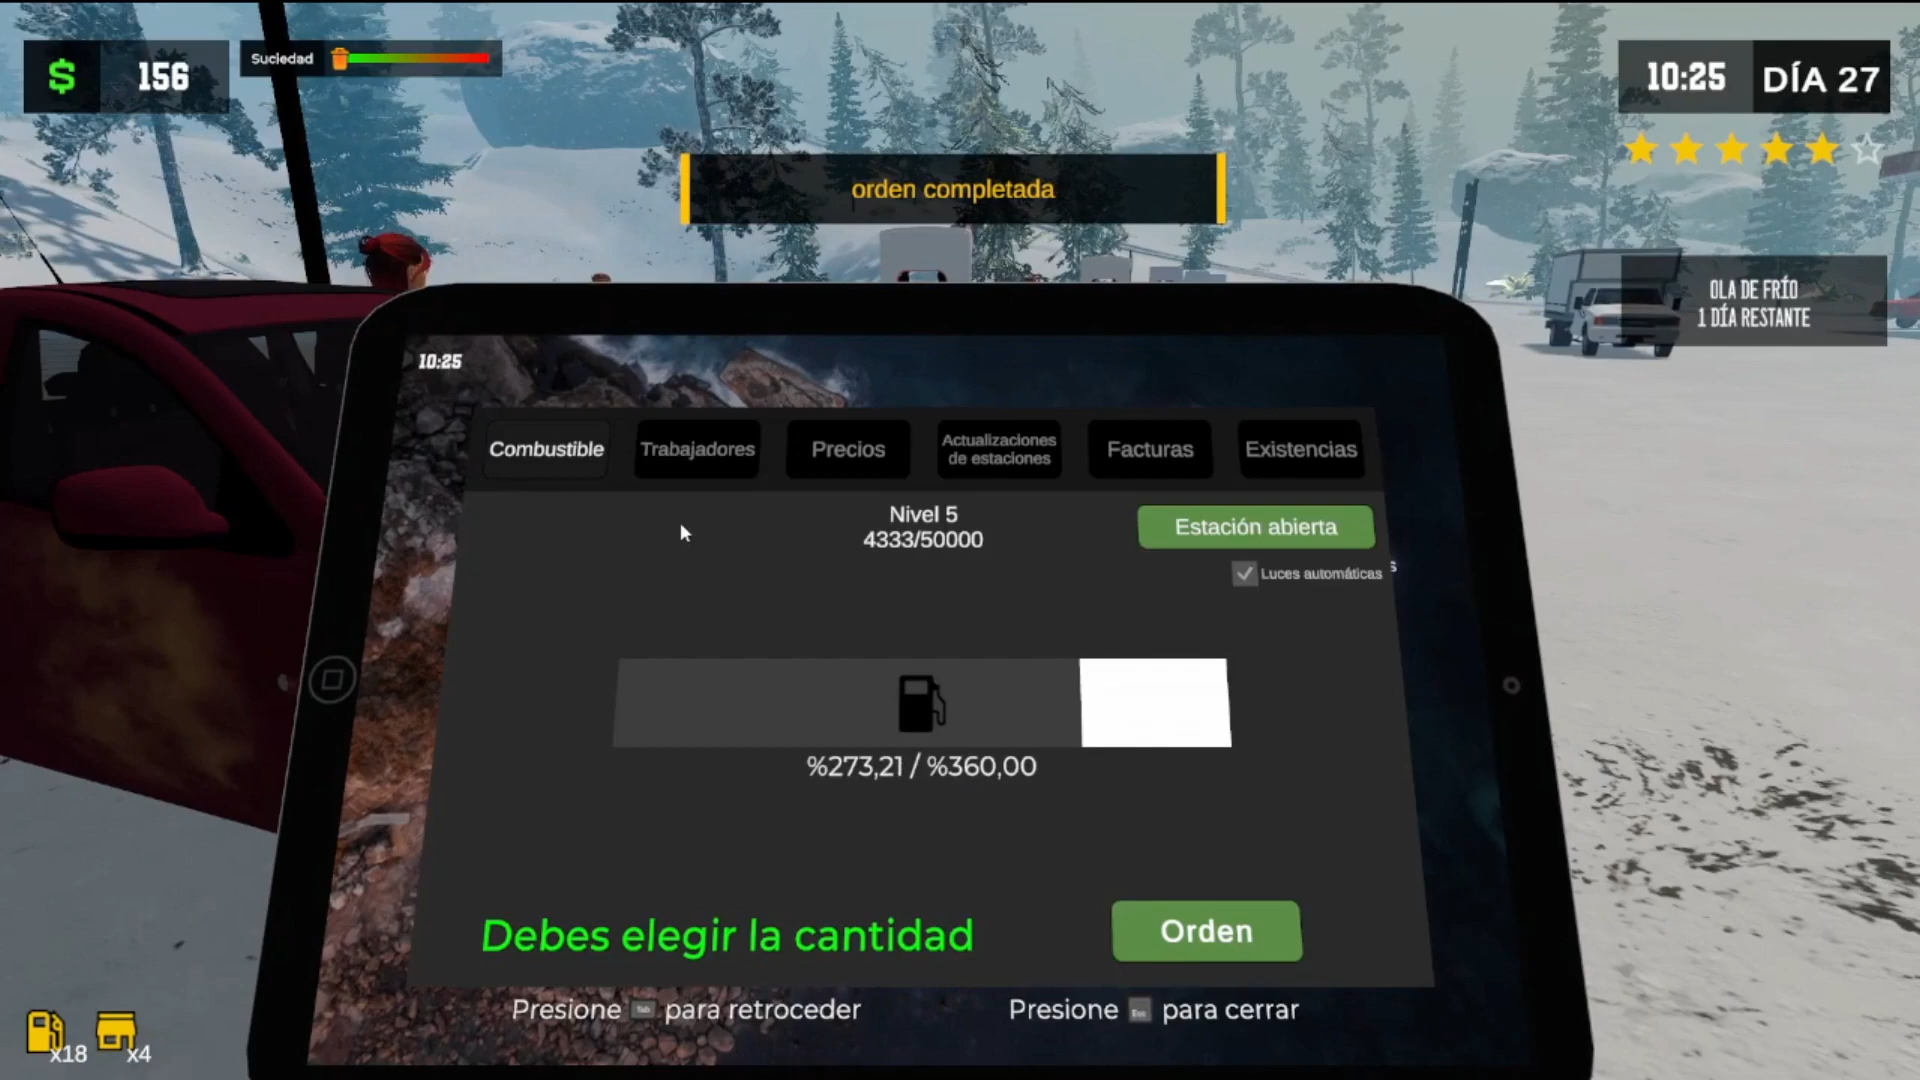 $ 156
Suciedad
10:25 DÍA 27
orden completada
OLA DE FRÍO
1 DÍA RESTANTE
10:25
Combustible
Trabajadores
Precios
Actualizaciones
de estaciones
Facturas
Existencias
Nivel 5
4333/50000
Estación abierta
Luces automáticas
s
%273,21 / %360,00
Debes elegir la cantidad
Orden
Presione Tab para retroceder
Presione Esc para cerrar
x18
x4